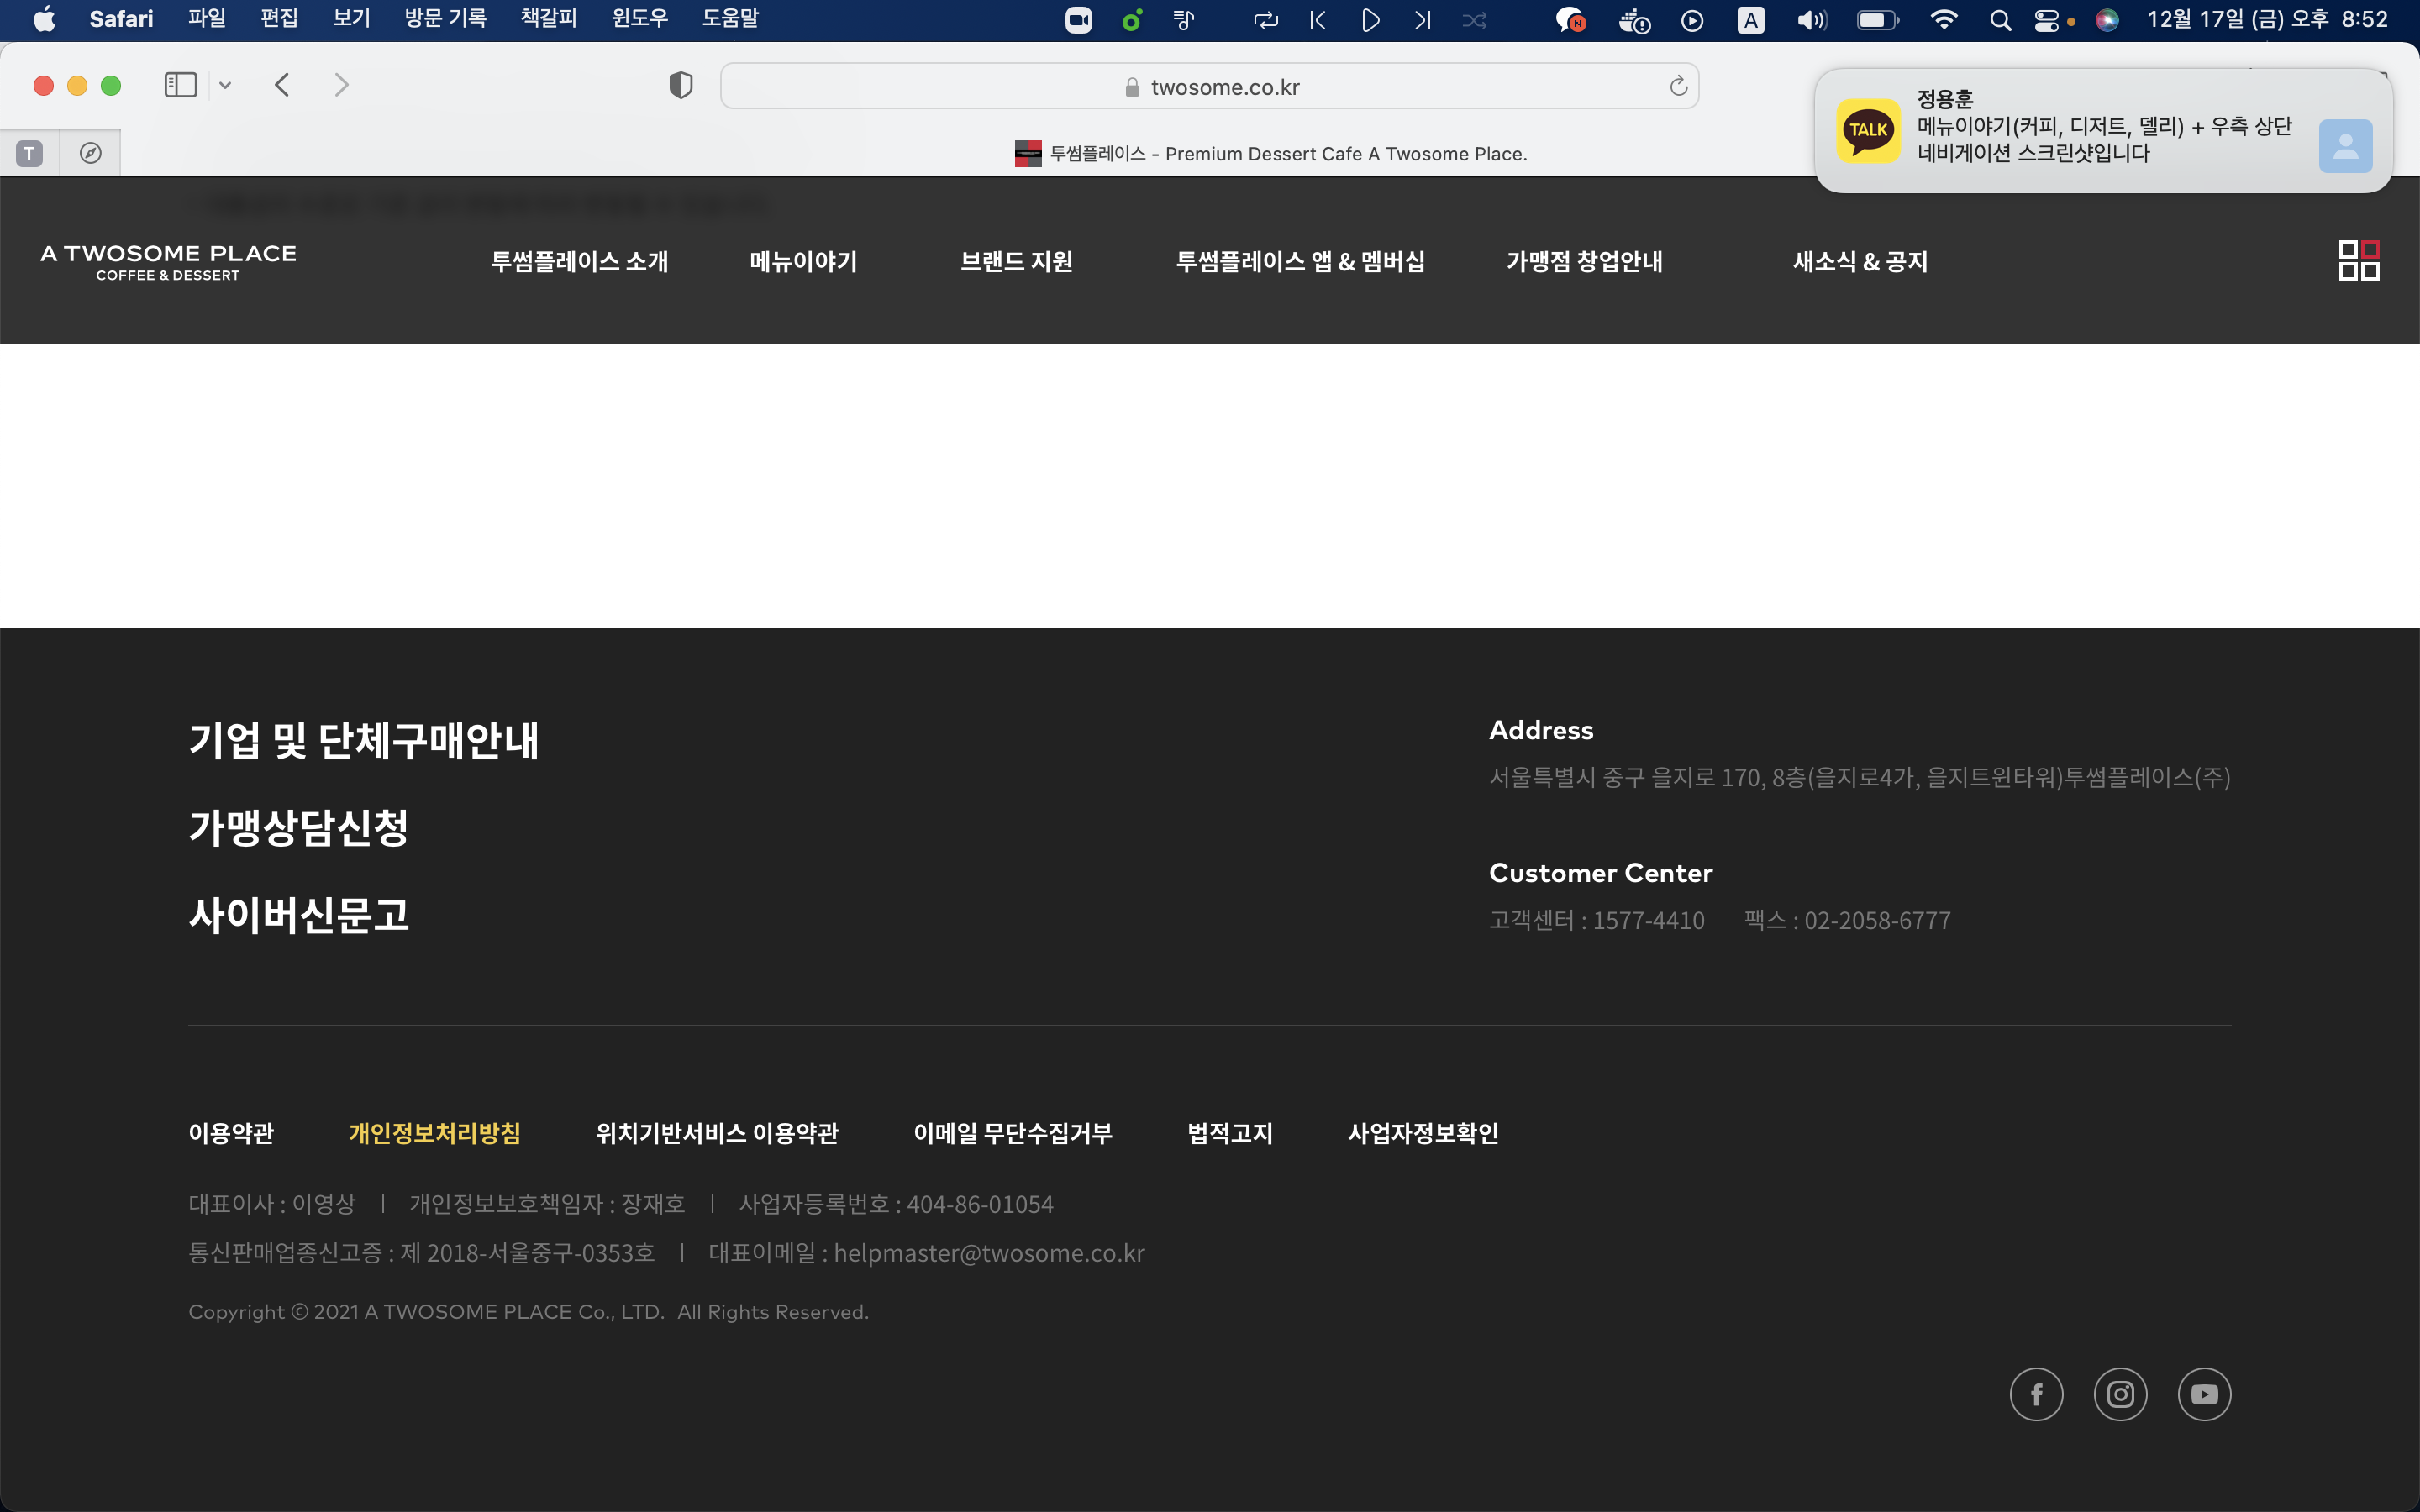 Safari 파일 편집 보기 방문 기록 책갈피 윈도우 도움말 A 12월 17일 (금) 오후 8:52
twosome.co.kr
정용훈
메뉴이야기(커피, 디저트, 델리) + 우측 상단
네비게이션 스크린샷입니다
TALK
T
투썸플레이스 - Premium Dessert Cafe A Twosome Place.
A TWOSOME PLACE
COFFEE & DESSERT
투썸플레이스 소개 메뉴이야기 브랜드 지원 투썸플레이스 앱 & 멤버십 가맹점 창업안내 새소식 & 공지
기업 및 단체구매안내
가맹상담신청
사이버신문고
Address
서울특별시 중구 을지로 170, 8층(을지로4가, 을지트윈타워)투썸플레이스(주)
Customer Center
고객센터 : 1577-4410 팩스 : 02-2058-6777
이용약관 개인정보처리방침 위치기반서비스 이용약관 이메일 무단수집거부 법적고지 사업자정보확인
대표이사 : 이영상 | 개인정보보호책임자 : 장재호 | 사업자등록번호 : 404-86-01054
통신판매업종신고증 : 제 2018-서울중구-0353호 | 대표이메일 : helpmaster@twosome.co.kr
Copyright © 2021 A TWOSOME PLACE Co., LTD. All Rights Reserved.